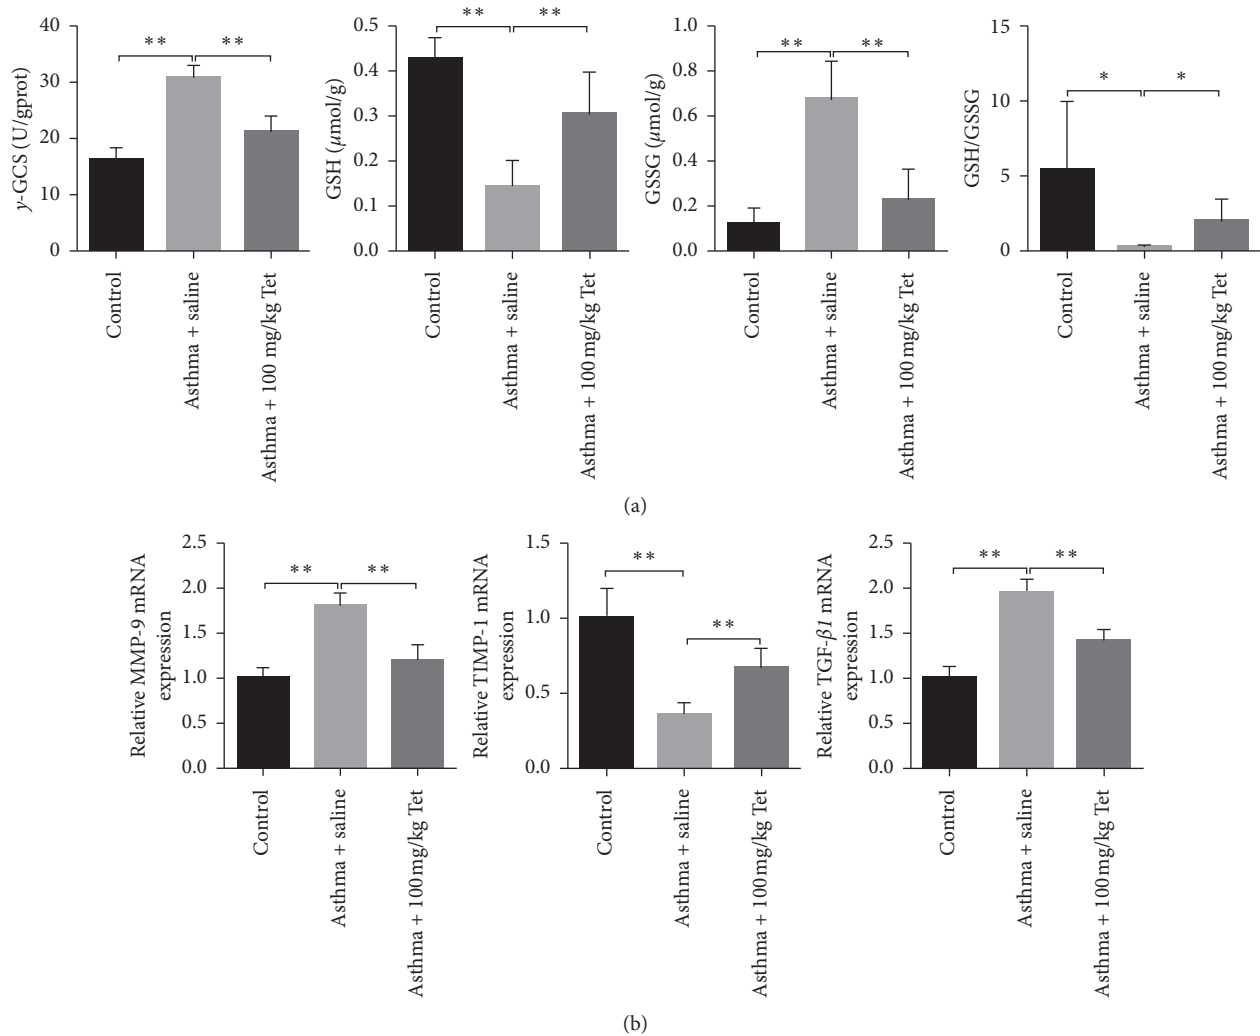 y-GCS (U/gprot)
40
30
20
10
0
** **
Control
Asthma + saline
Asthma + 100 mg/kg Tet
GSH (μmol/g)
0.5
0.4
0.3
0.2
0.1
0.0
** **
Control
Asthma + saline
Asthma + 100 mg/kg Tet
GSSG (μmol/g)
1.0
0.8
0.6
0.4
0.2
0.0
** **
Control
Asthma + saline
Asthma + 100 mg/kg Tet
GSH/GSSG
15
10
5
0
* *
Control
Asthma + saline
Asthma + 100 mg/kg Tet
(a)
Relative MMP-9 mRNA
expression
2.5
2.0
1.5
1.0
0.5
0.0
** **
Control
Asthma + saline
Asthma + 100 mg/kg Tet
Relative TIMP-1 mRNA
expression
1.5
1.0
0.5
0.0
**
**
Control
Asthma + saline
Asthma + 100 mg/kg Tet
Relative TGF-β1 mRNA
expression
2.5
2.0
1.5
1.0
0.5
0.0
** **
Control
Asthma + saline
Asthma + 100 mg/kg Tet
(b)